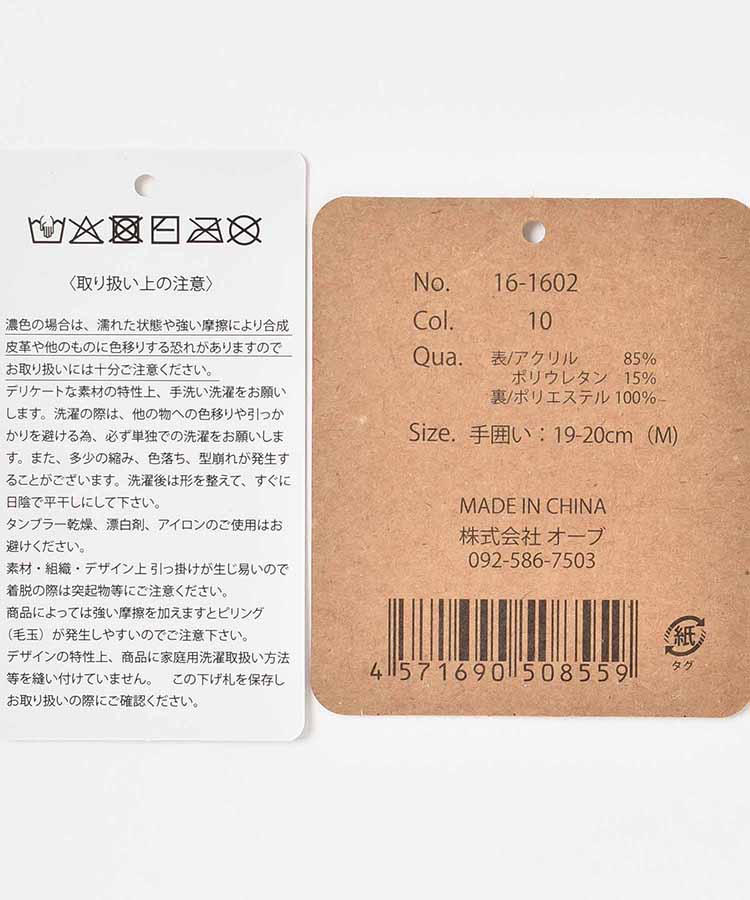 〈取り扱い上の注意〉
濃色の場合は、濡れた状態や強い摩擦により合成
皮革や他のものに色移りする恐れがありますので
お取り扱いには十分ご注意ください。
デリケートな素材の特性上、手洗い洗濯をお願い
します。洗濯の際は、他の物への色移りや引っか
かりを避ける為、必ず単独での洗濯をお願いしま
す。また、多少の縮み、色落ち、型崩れが発生す
ることがございます。洗濯後は形を整えて、すぐに
日陰で平干しにして下さい。
タンブラー乾燥、漂白剤、アイロンのご使用はお
避けください。
素材・組織・デザイン上 引っ掛けが生じ易いので
着脱の際は突起物等にご注意ください。
商品によっては強い摩擦を加えますとピリング
（毛玉）が発生しやすいのでご注意下さい。
デザインの特性上、商品に家庭用洗濯取扱い方法
等を縫い付けていません。　この下げ札を保存し
お取り扱いの際にご確認ください。
No. 16-1602
Col. 10
Qua. 表/アクリル 85%
ポリウレタン 15%
裏/ポリエステル 100%
Size. 手囲い：19-20cm（M）
MADE IN CHINA
株式会社 オーブ
092-586-7503
4 571690 508559
紙
タグ